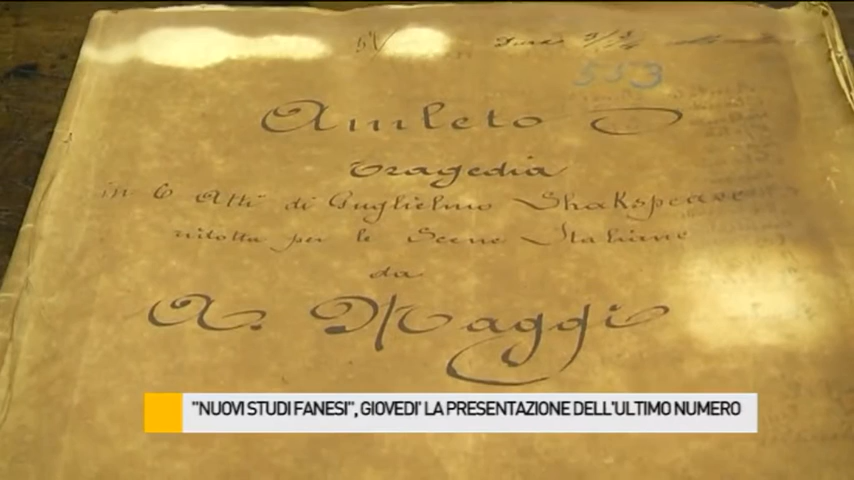 553
Amleto
Tragedia
in 6 Atti di Guglielmo Shakspeare
ridotta per le Scene Italiane
da
A. Maggi
"NUOVI STUDI FANESI", GIOVEDI' LA PRESENTAZIONE DELL'ULTIMO NUMERO